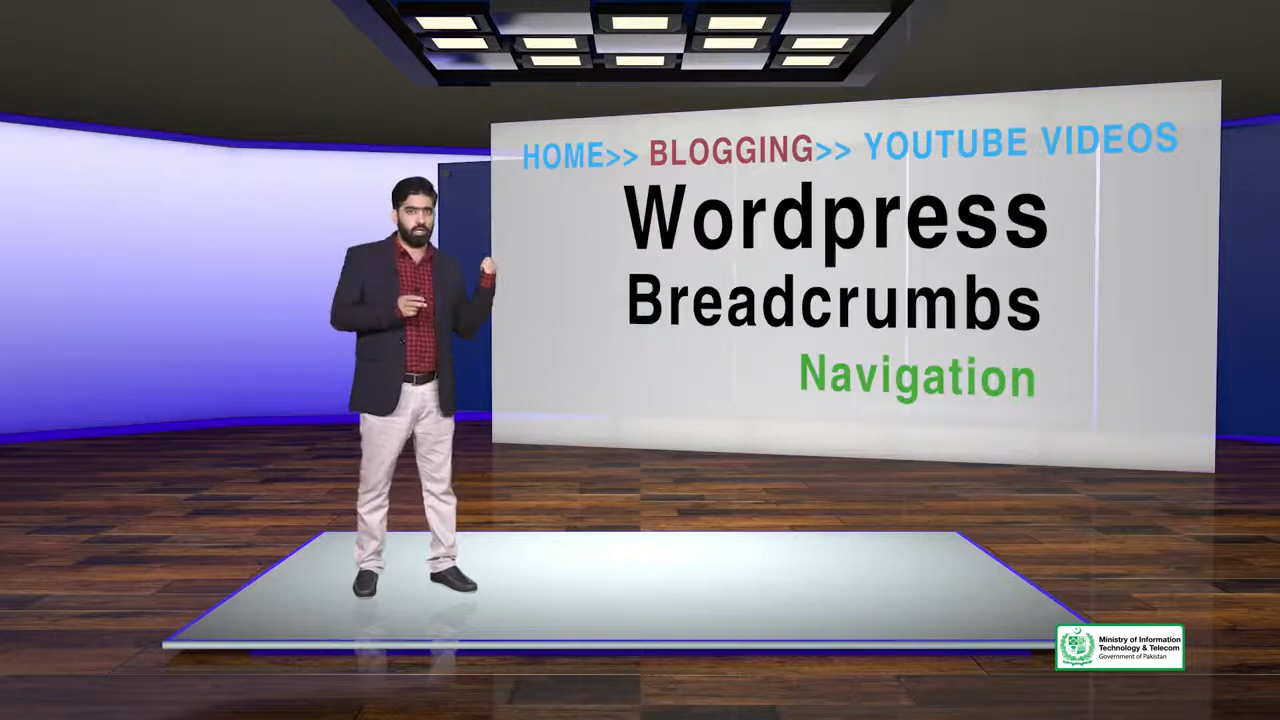 HOME>> BLOGGING>> YOUTUBE VIDEOS
Wordpress
Breadcrumbs
Navigation
Ministry of Information
Technology & Telecom
Government of Pakistan